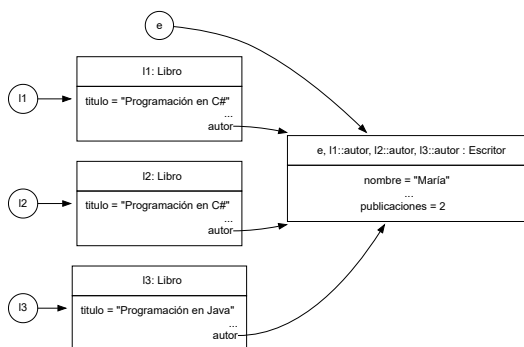 e
l1
l1: Libro
titulo = "Programación en C#"
...
autor
e, l1::autor, l2::autor, l3::autor : Escritor
nombre = "María"
...
publicaciones = 2
l2
l2: Libro
titulo = "Programación en C#"
...
autor
l3
l3: Libro
titulo = "Programación en Java"
...
autor